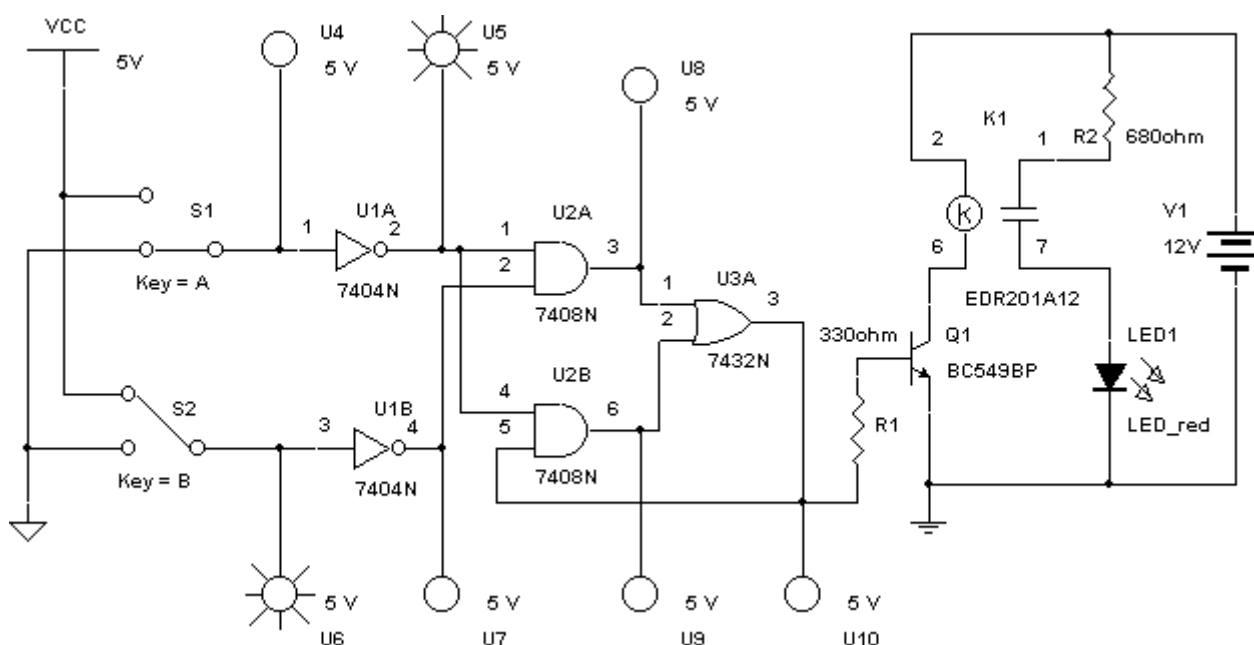 VCC
5V
U4
5 V
U5
5 V
U8
5 V
K1
2
1
R2
680ohm
S1
1
U1A
2
7404N
Key = A
U2A
1
2
3
7408N
6
7
EDR201A12
V1
12V
U3A
1
2
3
7432N
330ohm
Q1
BC549BP
LED1
LED_red
S2
Key = B
3
U1B
4
7404N
U2B
4
5
6
7408N
R1
5 V
U6
5 V
U7
5 V
U9
5 V
U10